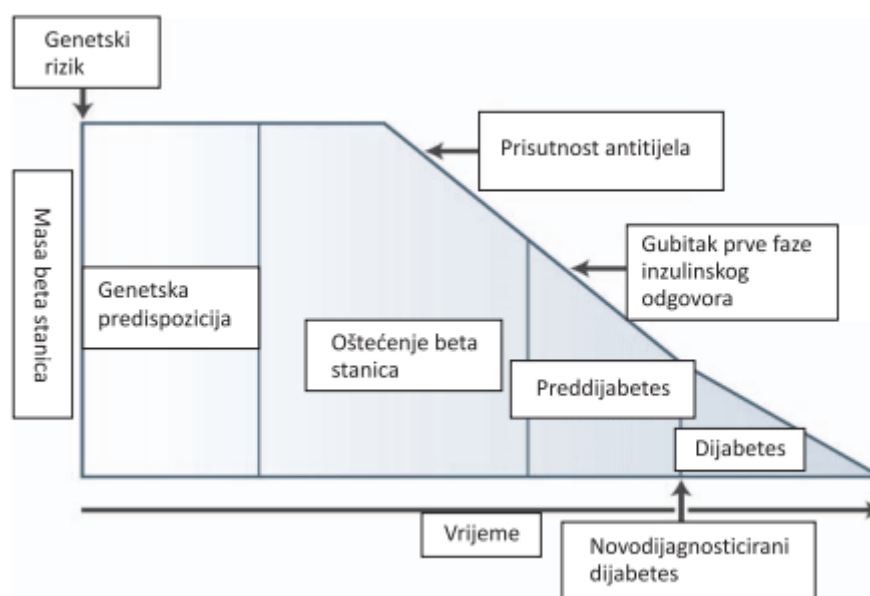 Genetski
rizik
Prisutnost antitijela
Masa beta stanica
Gubitak prve faze
inzulinskog
odgovora
Genetska
predispozicija
Oštećenje beta
stanica
Preddijabetes
Dijabetes
Vrijeme
Novodijagnosticirani
dijabetes